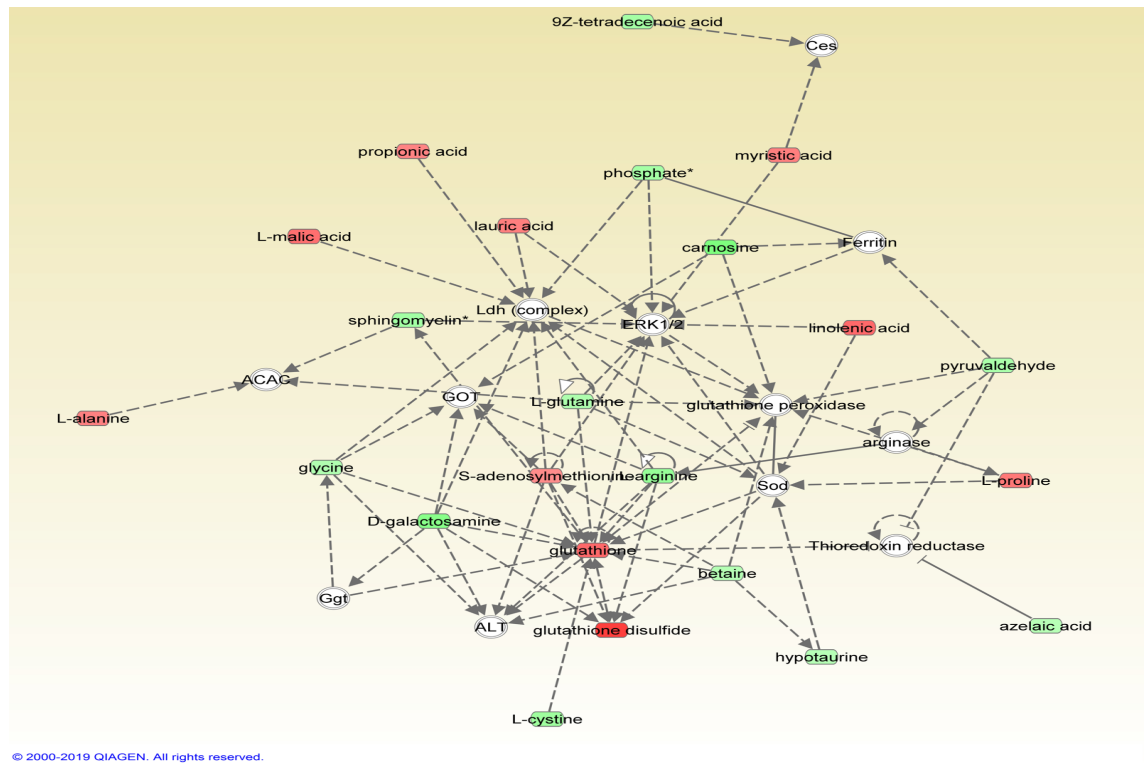 9Z-tetradecenoic acid
Ces
propionic acid
myristic acid
phosphate*
lauric acid
L-malic acid
carnosine
Ferritin
Ldh (complex)
sphingomyelin*
ERK1/2
linolenic acid
pyruvaldehyde
ACAC
GOT
L-glutamine
glutathione peroxidase
L-alanine
arginase
glycine
S-adenosylmethionine
L-arginine
Sod
L-proline
D-galactosamine
glutathione
Thioredoxin reductase
betaine
Ggt
ALT
glutathione disulfide
azelaic acid
hypotaurine
L-cystine
© 2000-2019 QIAGEN. All rights reserved.